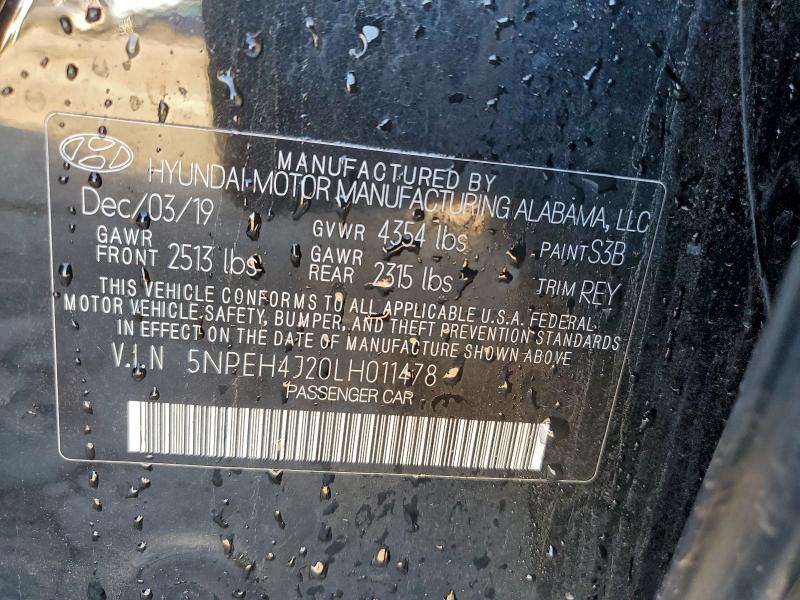 MANUFACTURED BY
HYUNDAI MOTOR MANUFACTURING ALABAMA, LLC
Dec/03/19 GVWR 4354 lbs PAINT S3B
GAWR FRONT 2513 lbs GAWR REAR 2315 lbs TRIM REY
THIS VEHICLE CONFORMS TO ALL APPLICABLE U.S.A. FEDERAL
MOTOR VEHICLE SAFETY, BUMPER, AND THEFT PREVENTION STANDARDS
IN EFFECT ON THE DATE OF MANUFACTURE SHOWN ABOVE
V.I.N 5NPEH4J20LH011478
PASSENGER CAR